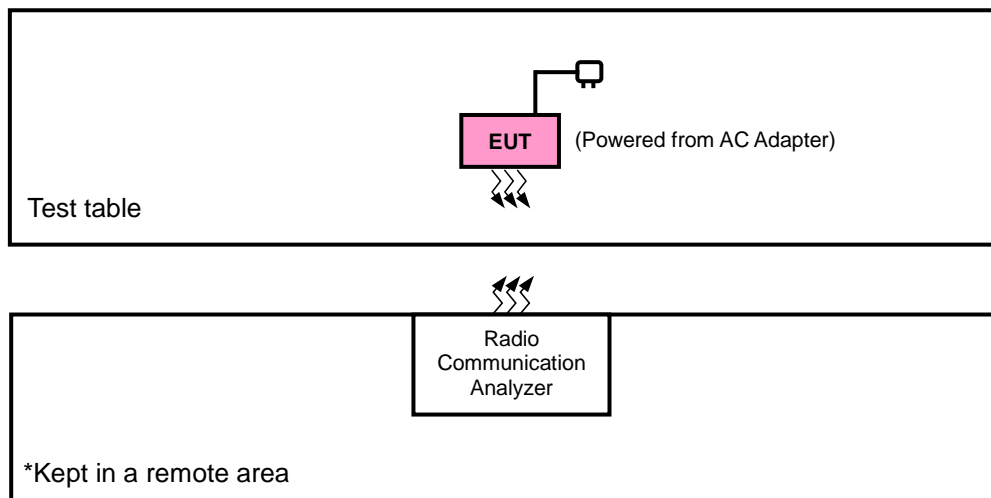 EUT (Powered from AC Adapter)
Test table
Radio
Communication
Analyzer
*Kept in a remote area